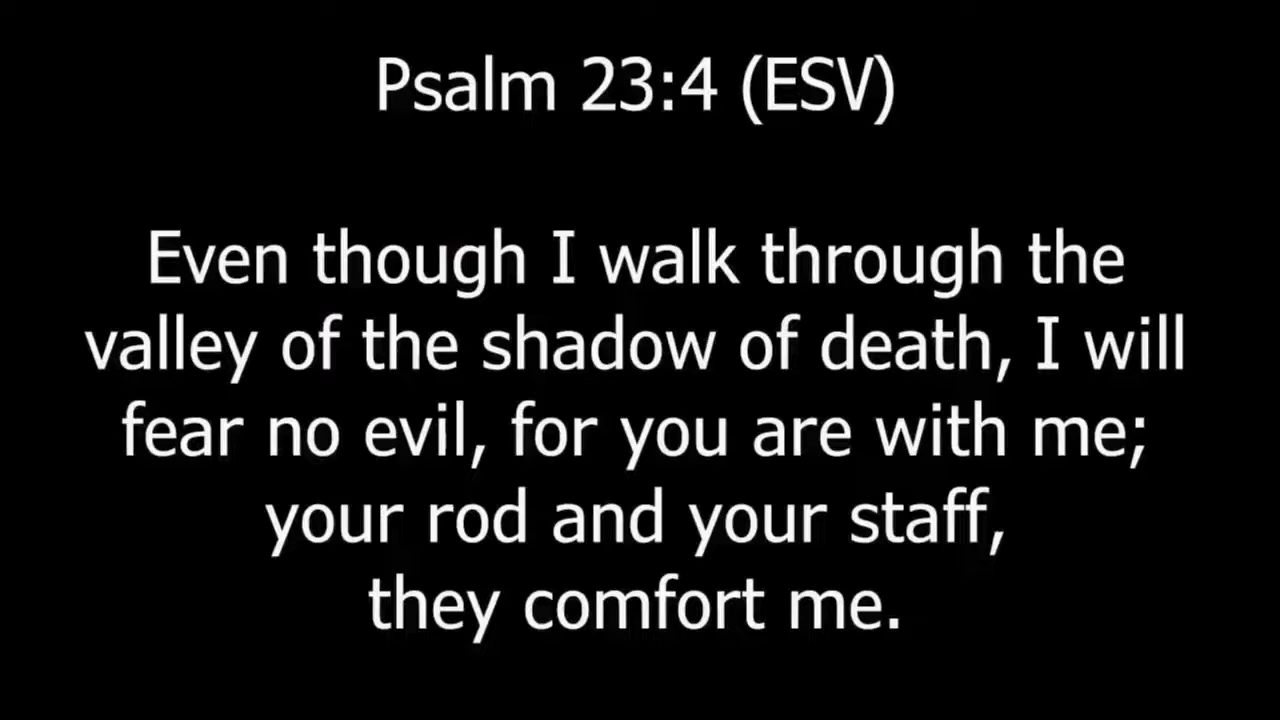 Psalm 23:4 (ESV)
Even though I walk through the
valley of the shadow of death, I will
fear no evil, for you are with me;
your rod and your staff,
they comfort me.